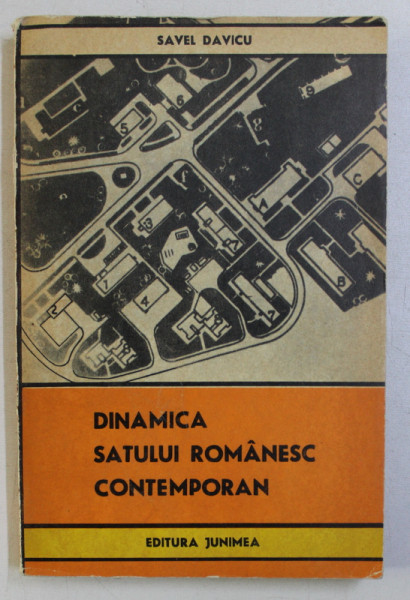 SAVEL DAVICU
DINAMICA
SATULUI ROMÂNESC
CONTEMPORAN
EDITURA JUNIMEA